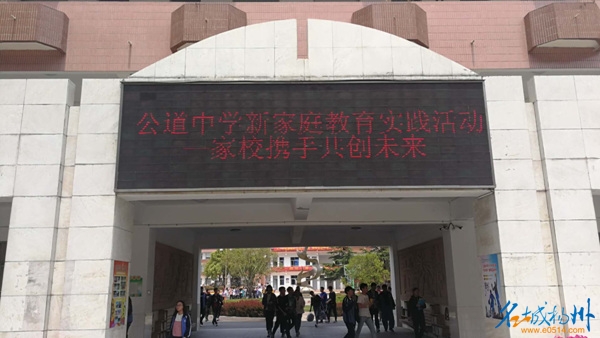 公道中学新家庭教育实践活动
一家校携手共创未来
名城扬州
www.e0514.com